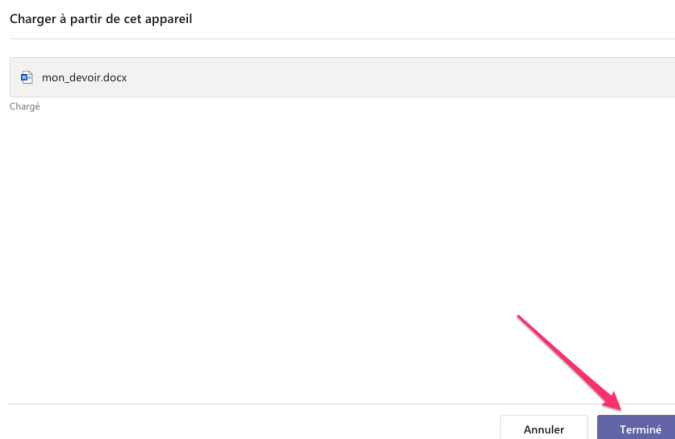 Charger à partir de cet appareil
mon_devoir.docx
Chargé
Annuler Terminé